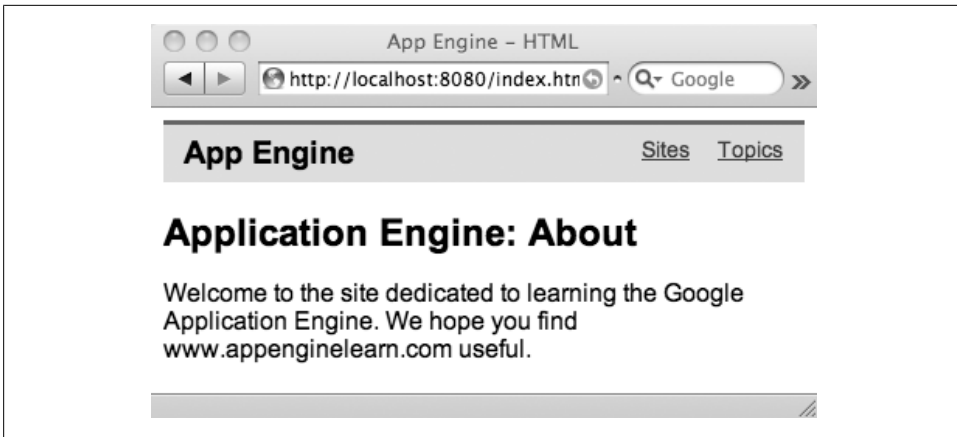 App Engine – HTML
http://localhost:8080/index.htm
Google
App Engine
Sites Topics
Application Engine: About
Welcome to the site dedicated to learning the Google
Application Engine. We hope you find
www.appenginelearn.com useful.